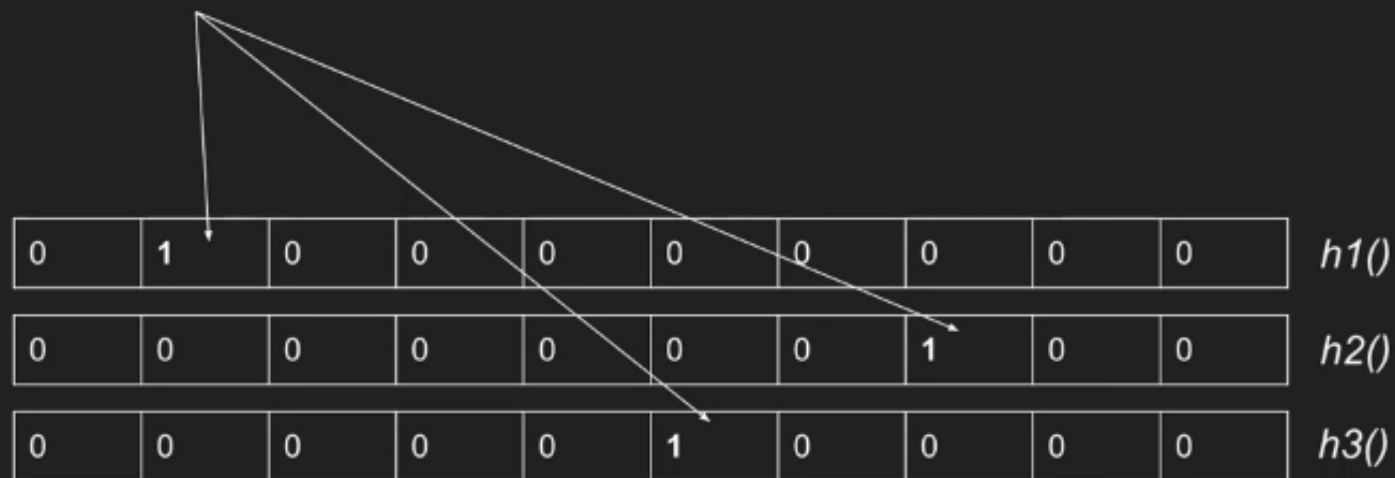 0 1 0 0 0 0 0 0 0 0 h1()
0 0 0 0 0 0 0 1 0 0 h2()
0 0 0 0 0 1 0 0 0 0 h3()